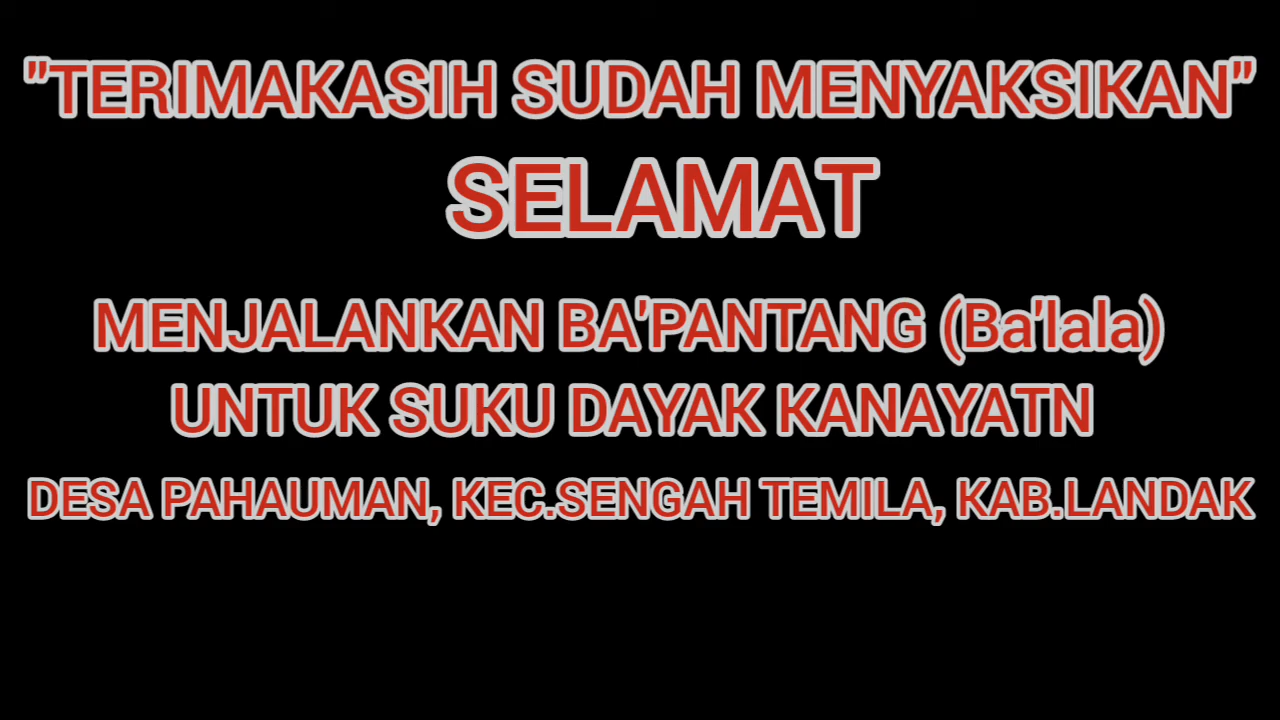 "TERIMAKASIH SUDAH MENYAKSIKAN"
SELAMAT
MENJALANKAN BA'PANTANG (Ba'lala)
UNTUK SUKU DAYAK KANAYATN
DESA PAHAUMAN, KEC.SENGAH TEMILA, KAB.LANDAK